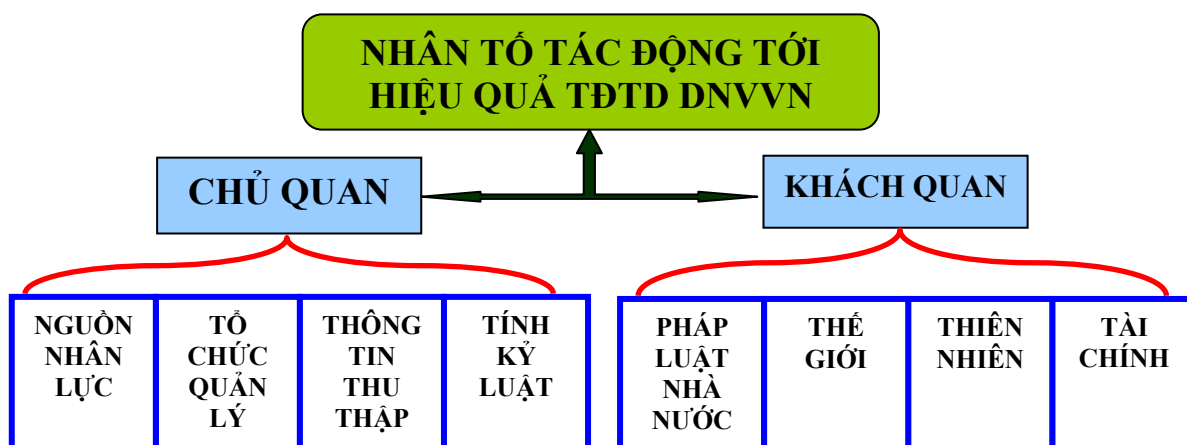 NHÂN TỐ TÁC ĐỘNG TỚI
HIỆU QUẢ TĐTD DNVVN
CHỦ QUAN
KHÁCH QUAN
NGUỒN
NHÂN
LỰC
TỔ
CHỨC
QUẢN
LÝ
THÔNG
TIN
THU
THẬP
TÍNH
KỶ
LUẬT
PHÁP
LUẬT
NHÀ
NƯỚC
THẾ
GIỚI
THIÊN
NHIÊN
TÀI
CHÍNH